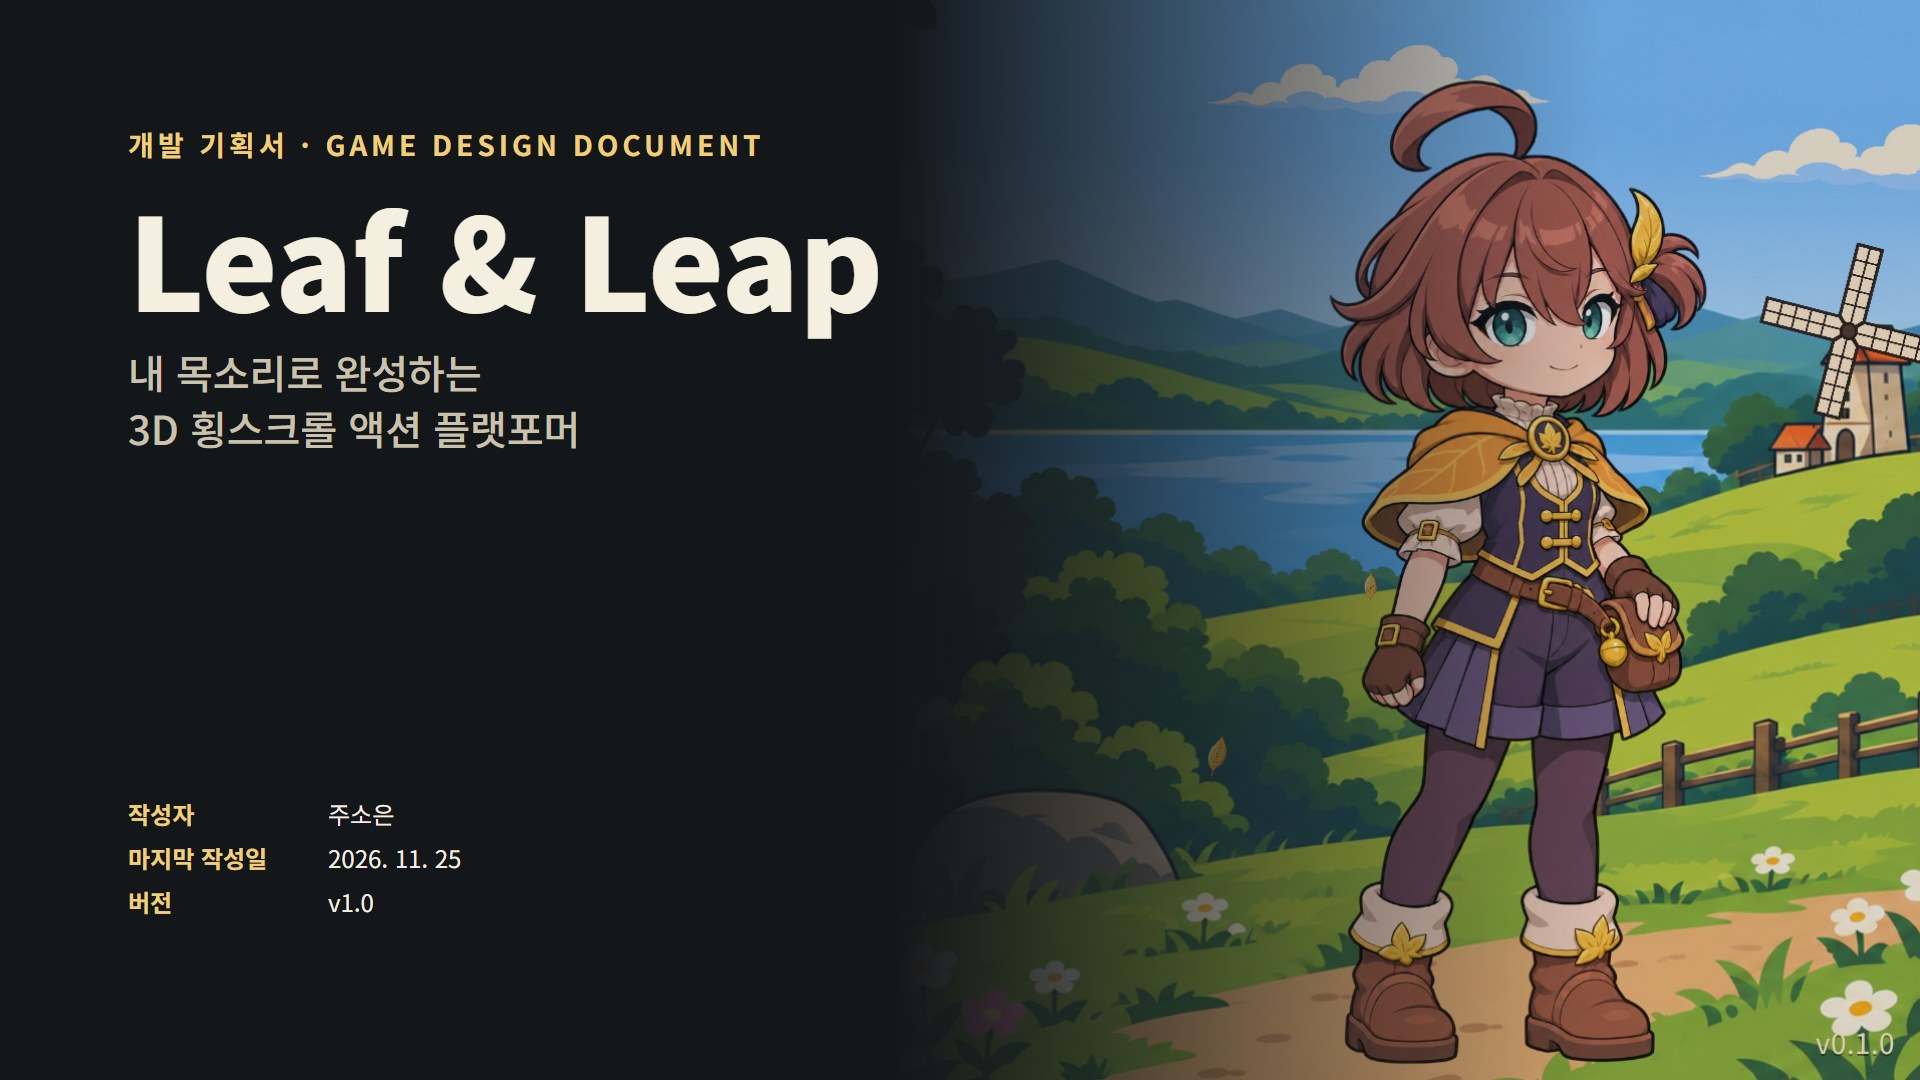 개발 기획서 · GAME DESIGN DOCUMENT
Leaf & Leap
내 목소리로 완성하는
3D 횡스크롤 액션 플랫포머
작성자 주소은
마지막 작성일 2026. 11. 25
버전 v1.0
v0.1.0